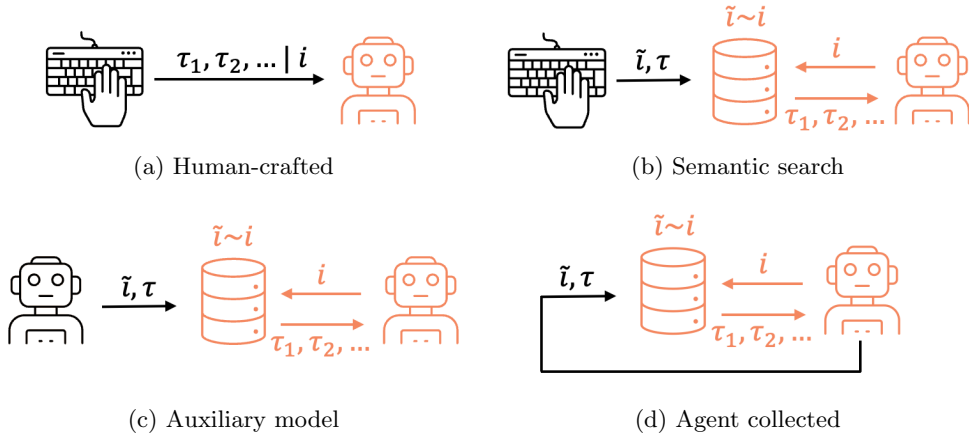 τ₁, τ₂, ... | i
(a) Human-crafted
ĩ, τ
ĩ~i
i
τ₁, τ₂, ...
(b) Semantic search
ĩ, τ
ĩ~i
i
τ₁, τ₂, ...
(c) Auxiliary model
ĩ, τ
ĩ~i
i
τ₁, τ₂, ...
(d) Agent collected